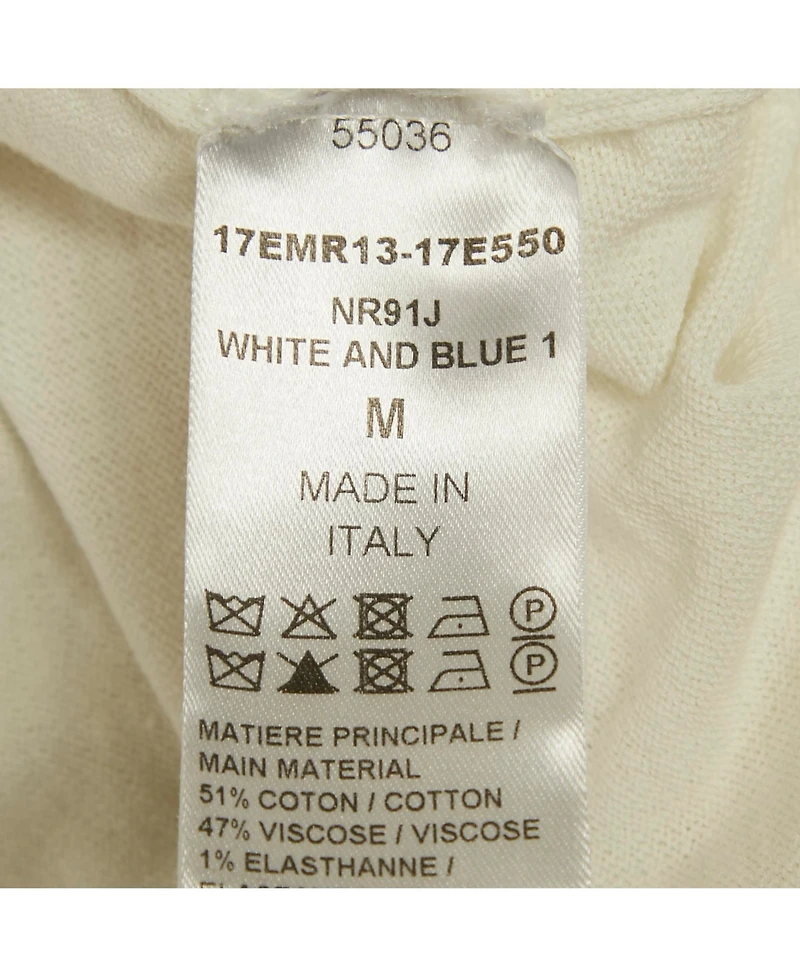 55036
17EMR13-17E550
NR91J
WHITE AND BLUE 1
M
MADE IN
ITALY
P
P
MATIERE PRINCIPALE /
MAIN MATERIAL
51% COTON / COTTON
47% VISCOSE / VISCOSE
1% ELASTHANNE /